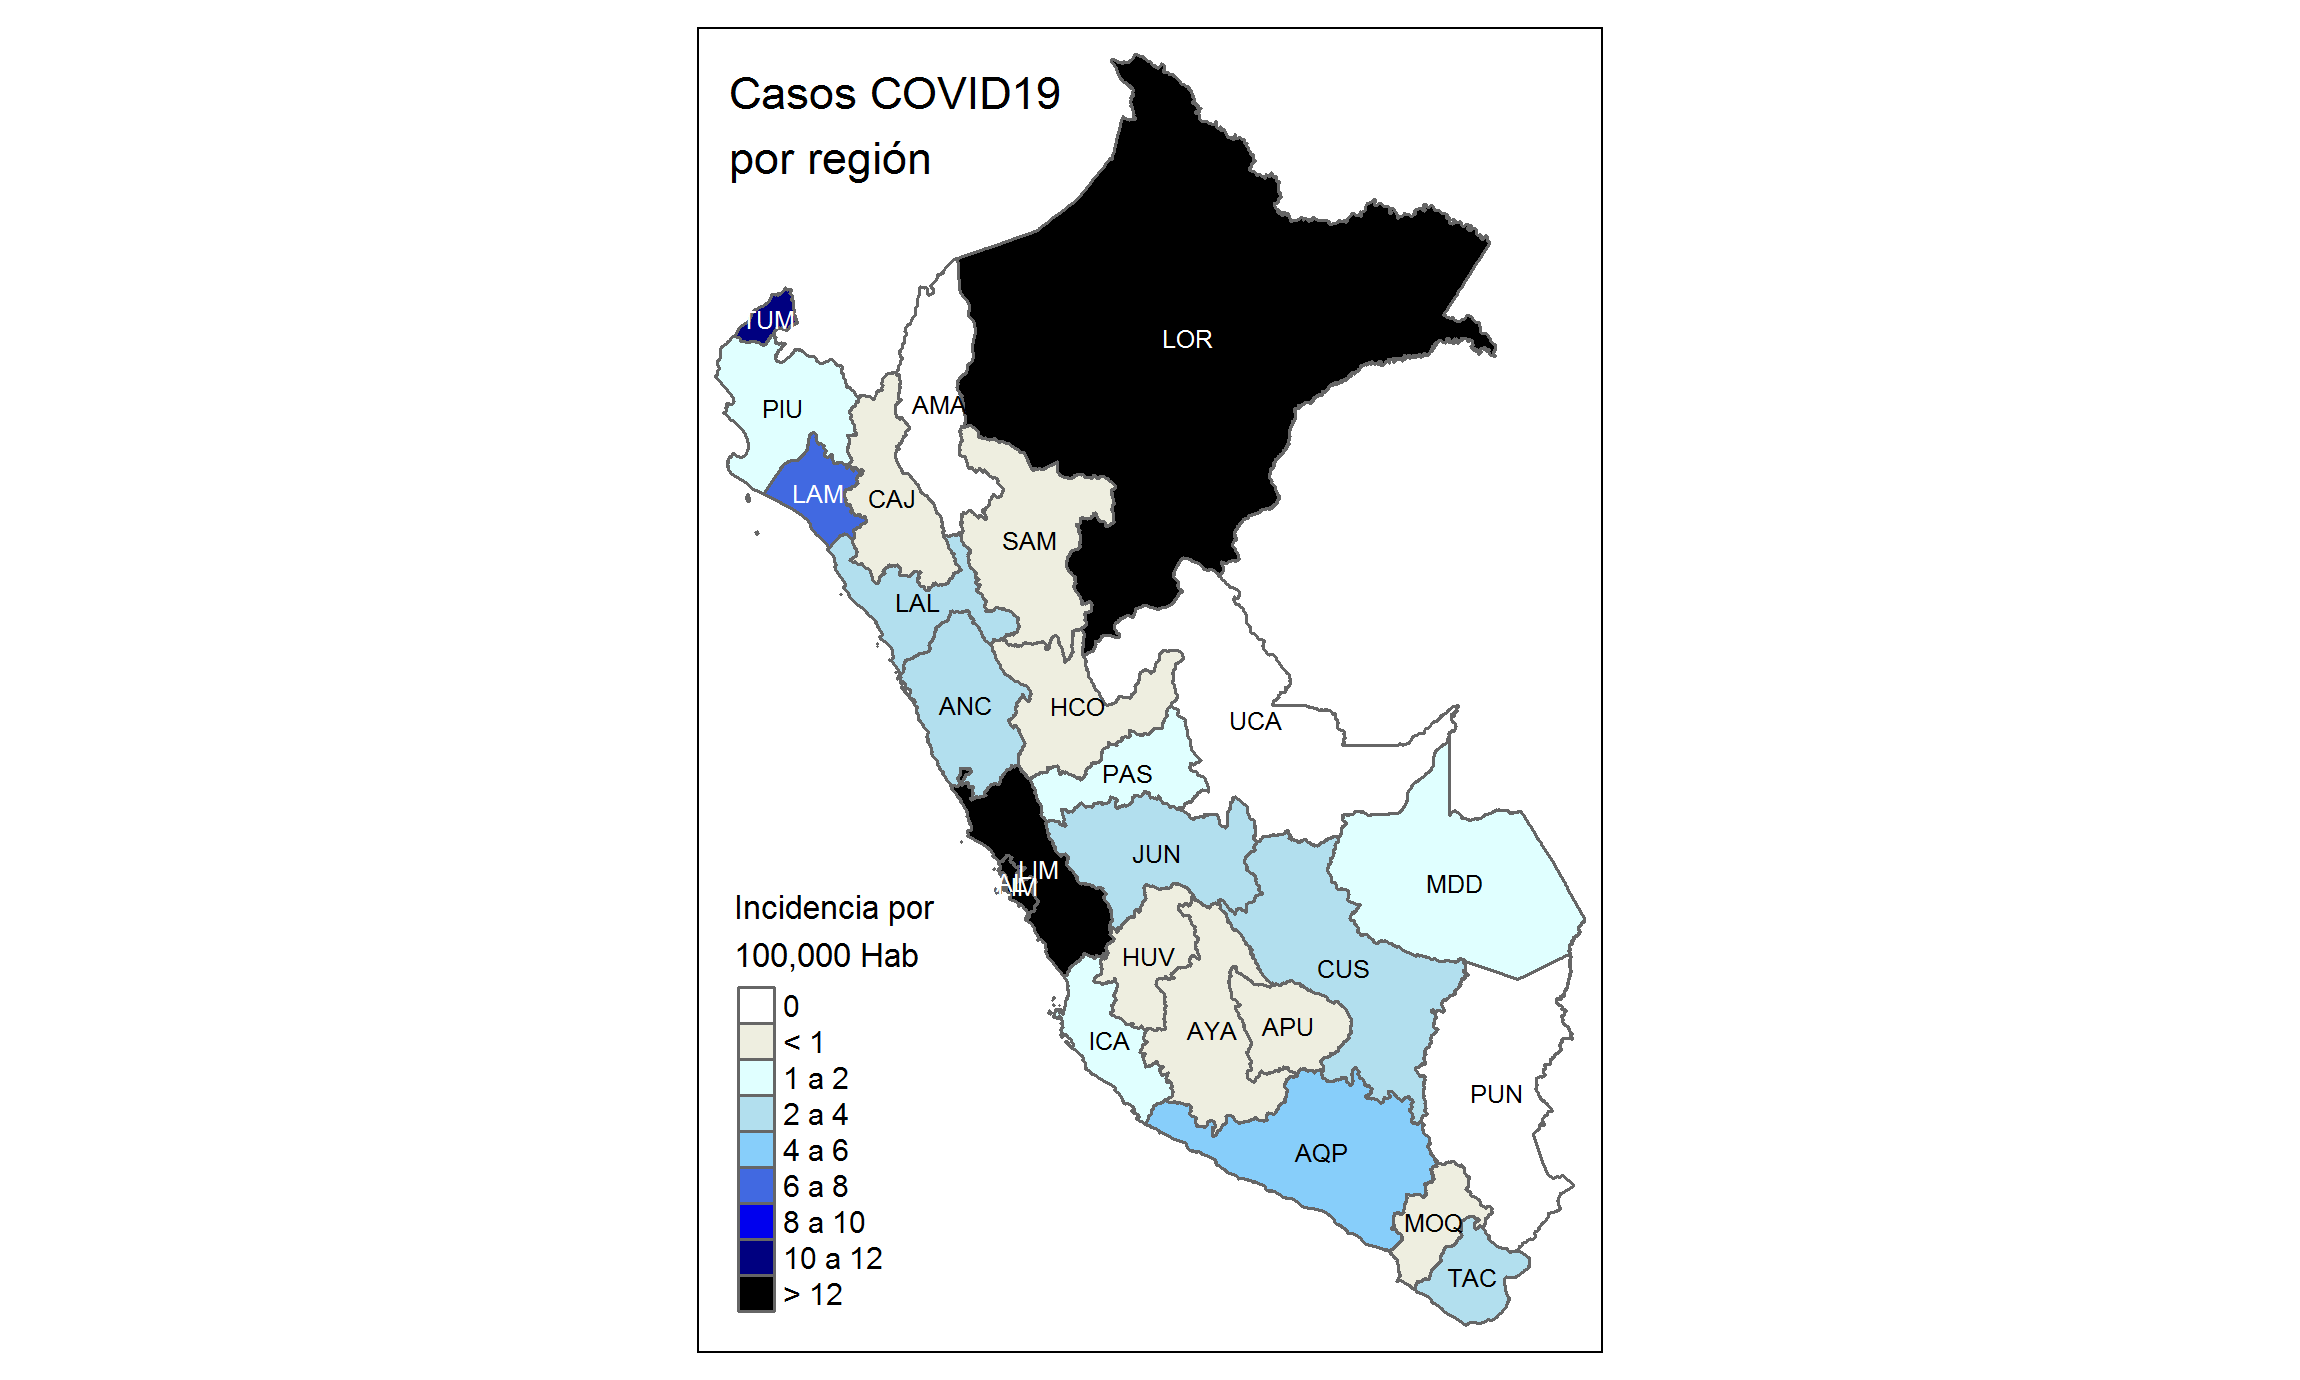 Casos COVID19
por región
TUM
LOR
PIU
AMA
LAM
CAJ
SAM
LAL
ANC
HCO
UCA
PAS
JUN
LIM
MDD
HUV
CUS
ICA
AYA
APU
PUN
AQP
MOQ
TAC
Incidencia por
100,000 Hab
0
< 1
1 a 2
2 a 4
4 a 6
6 a 8
8 a 10
10 a 12
> 12